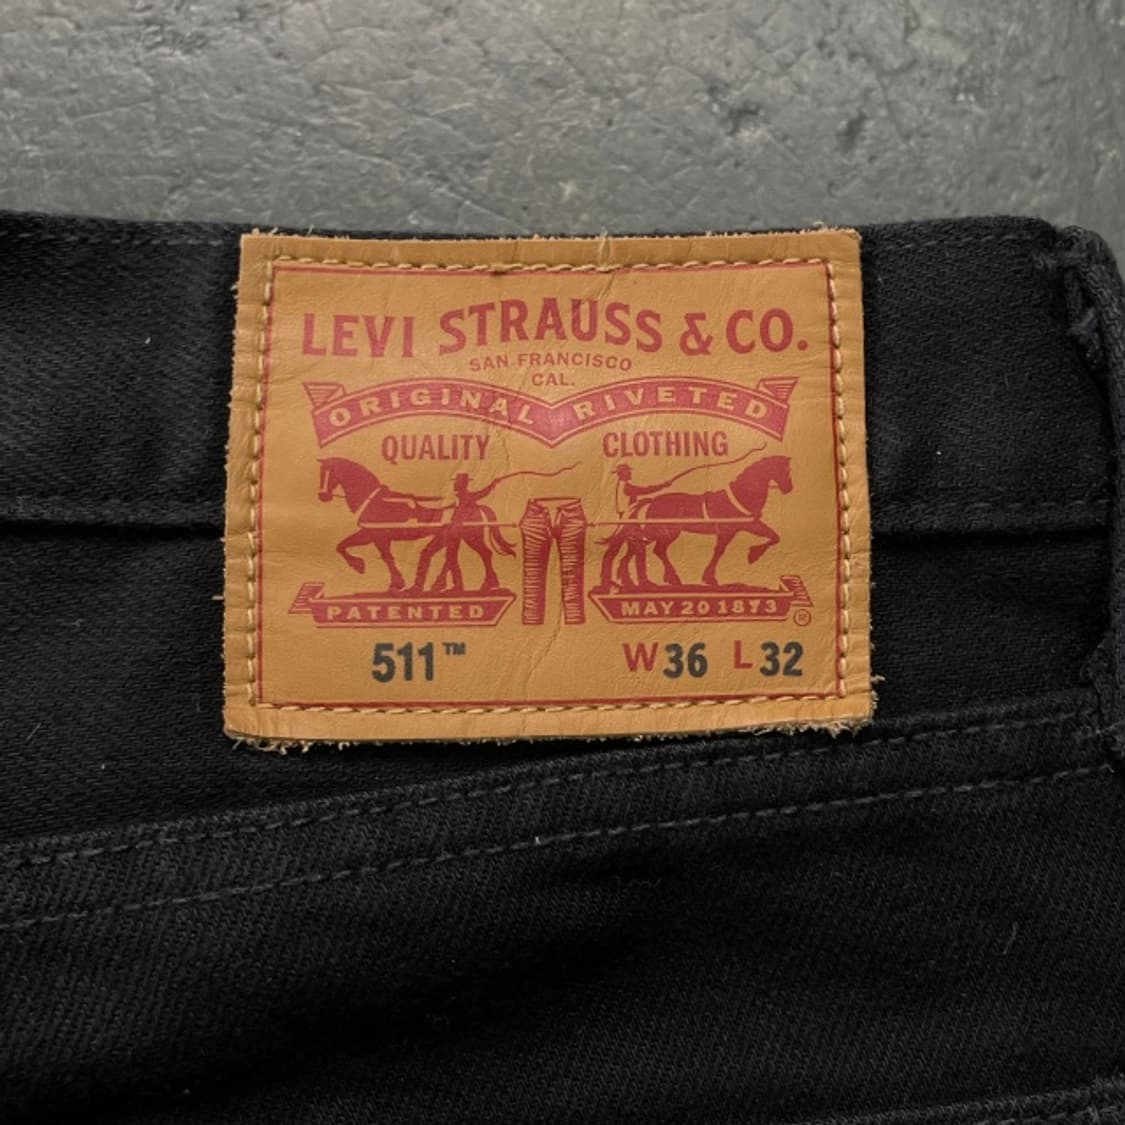 LEVI STRAUSS & CO.
SAN FRANCISCO
CAL.
ORIGINAL RIVETED
QUALITY CLOTHING
PATENTED MAY 20 1873 ®
511™ W36 L32